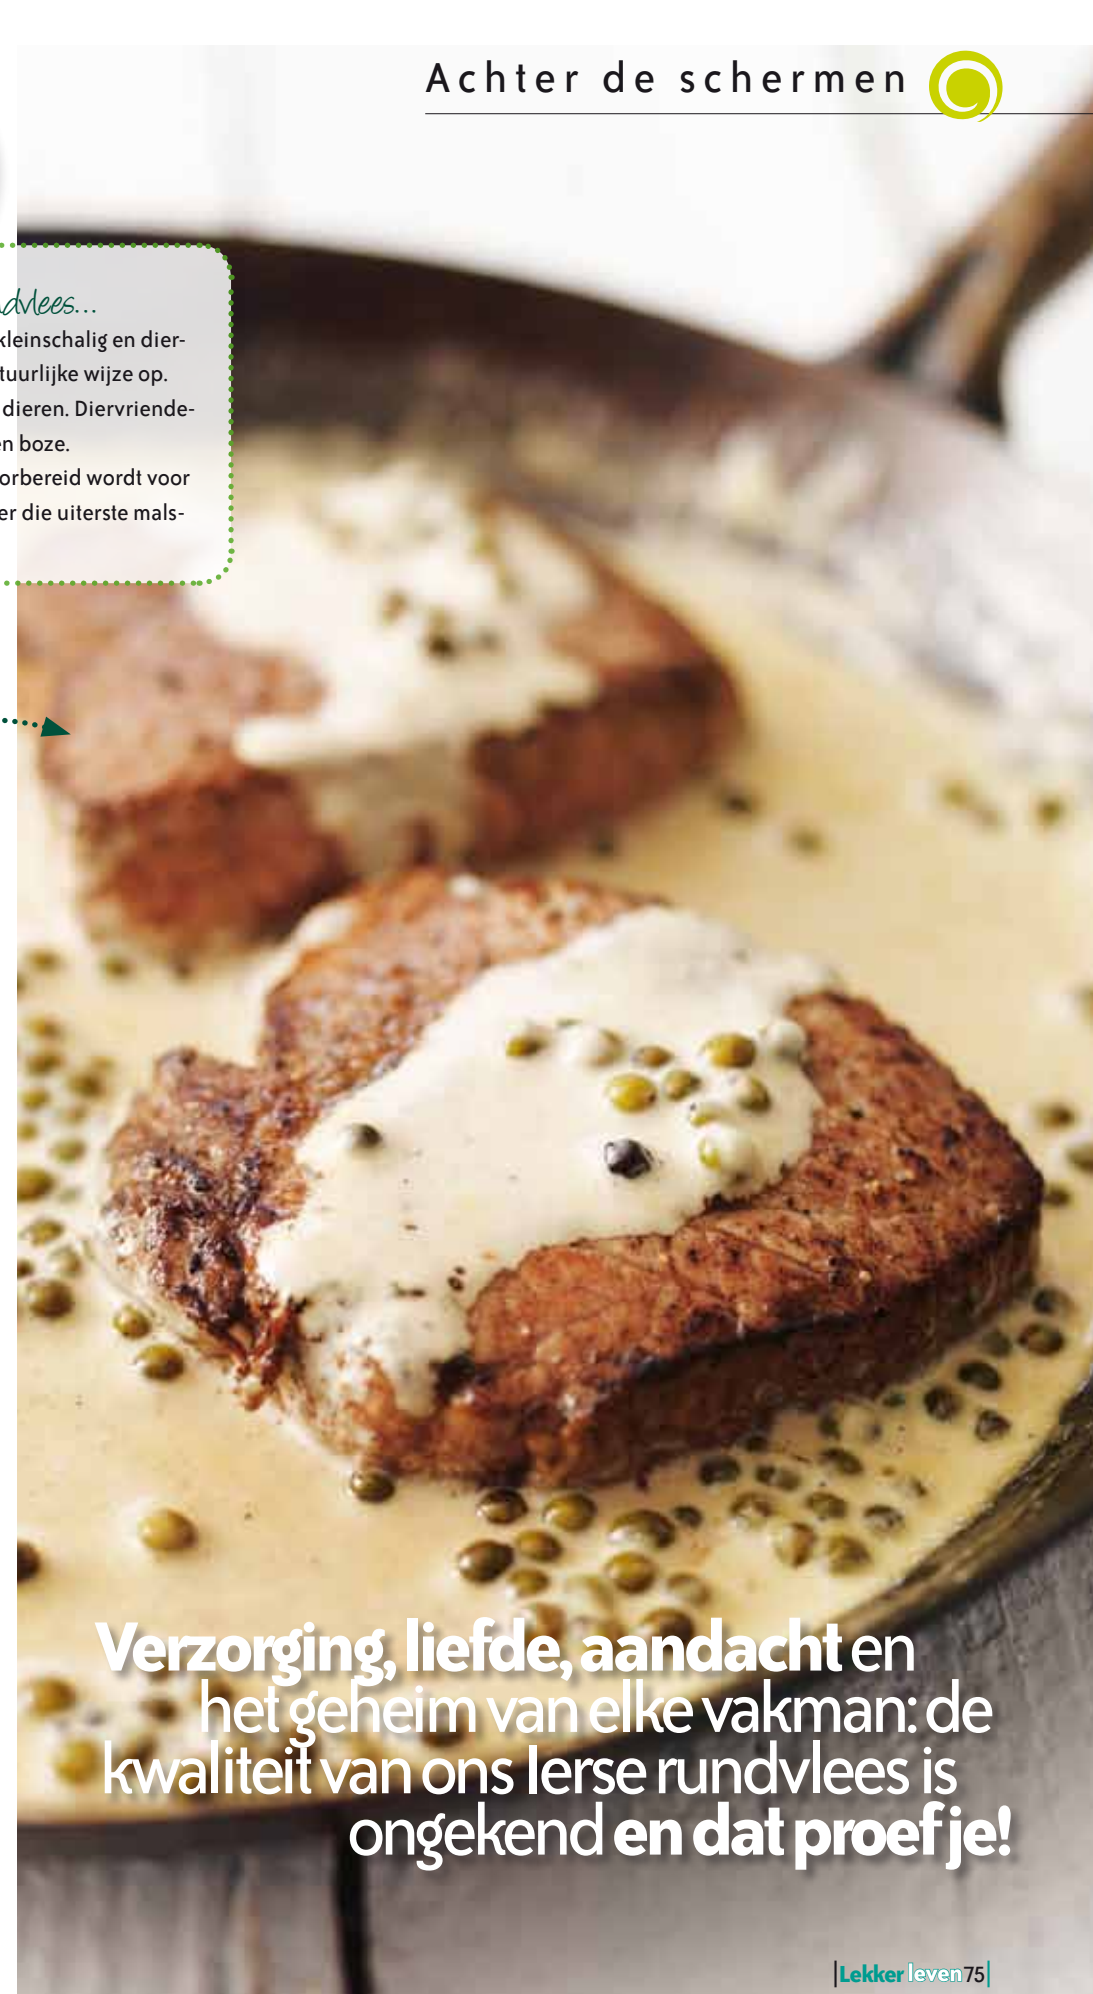 Achter de schermen
dvlees...
kleinschalig en dier-
tuurlijke wijze op.
dieren. Diervriende-
en boze.
orbereid wordt voor
er die uiterste mals-
Verzorging, liefde, aandacht en
het geheim van elke vakman: de
kwaliteit van ons Ierse rundvlees is
ongekend en dat proef je!
|Lekker leven 75|